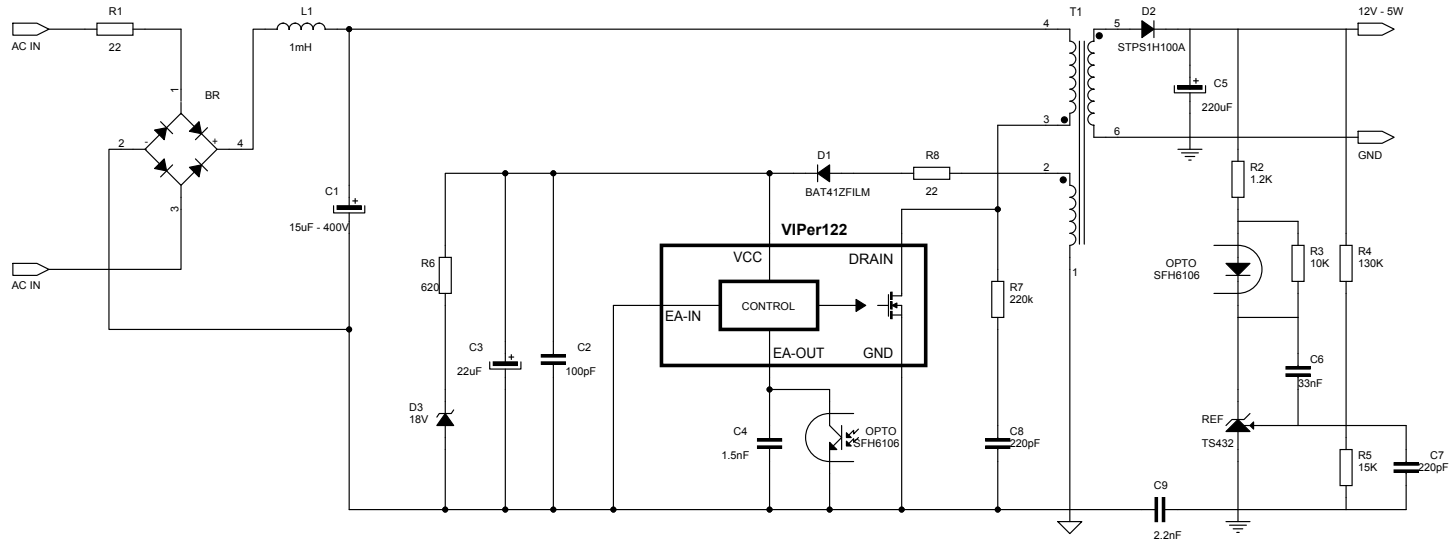 R1
AC IN
22
L1
1mH
4
T1
5
D2
STPS1H100A
12V - 5W
C5
+
220uF
1
BR
2
-
+
4
3
AC IN
C1
+
15uF - 400V
3
6
GND
D1
BAT41ZFILM
R8
22
2
R2
1.2K
VIPer122
VCC
DRAIN
CONTROL
EA-IN
EA-OUT
GND
R6
620
C3
+
22uF
C2
100pF
D3
18V
R7
220k
1
OPTO
SFH6106
R3
10K
R4
130K
C6
33nF
C4
1.5nF
OPTO
SFH6106
C8
220pF
REF
TS432
R5
15K
C7
220pF
C9
2.2nF